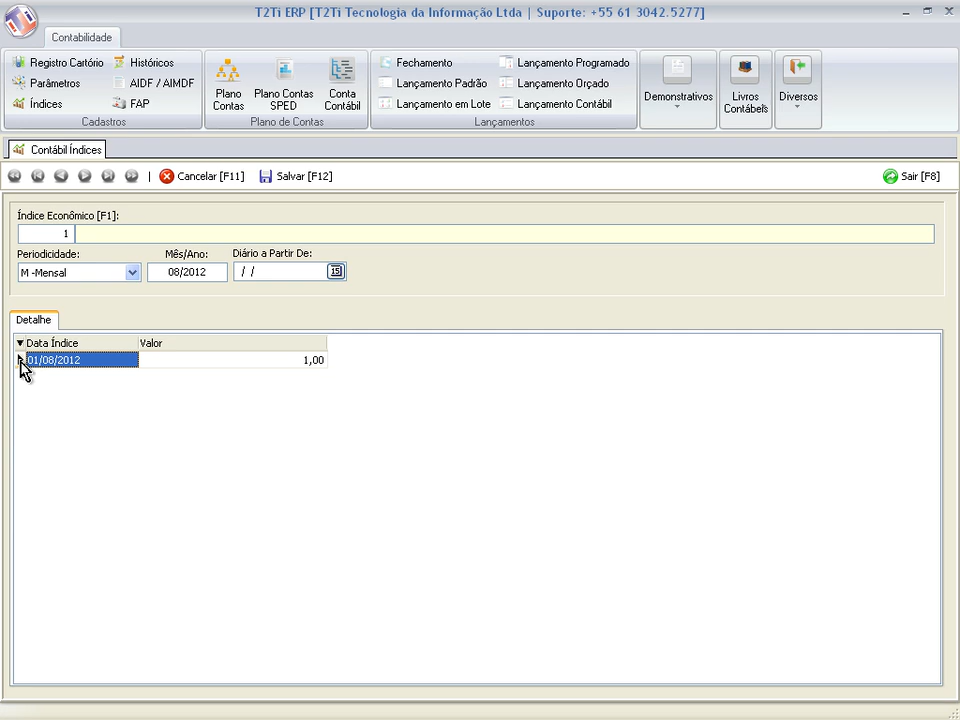 T2Ti ERP [T2Ti Tecnologia da Informação Ltda | Suporte: +55 61 3042.5277]
Contabilidade
Registro Cartório
Históricos
Parâmetros
AIDF / AIMDF
Índices
FAP
Cadastros
Plano
Contas
Plano Contas
SPED
Conta
Contábil
Plano de Contas
Fechamento
Lançamento Programado
Lançamento Padrão
Lançamento Orçado
Lançamento em Lote
Lançamento Contábil
Lançamentos
Demonstrativos
Livros
Contábeis
Diversos
Contábil Índices
Cancelar [F11]
Salvar [F12]
Sair [F8]
Índice Econômico [F1]:
1
Periodicidade:
Mês/Ano:
Diário a Partir De:
M -Mensal
08/2012
/ /
15
Detalhe
Data Índice
Valor
01/08/2012
1,00